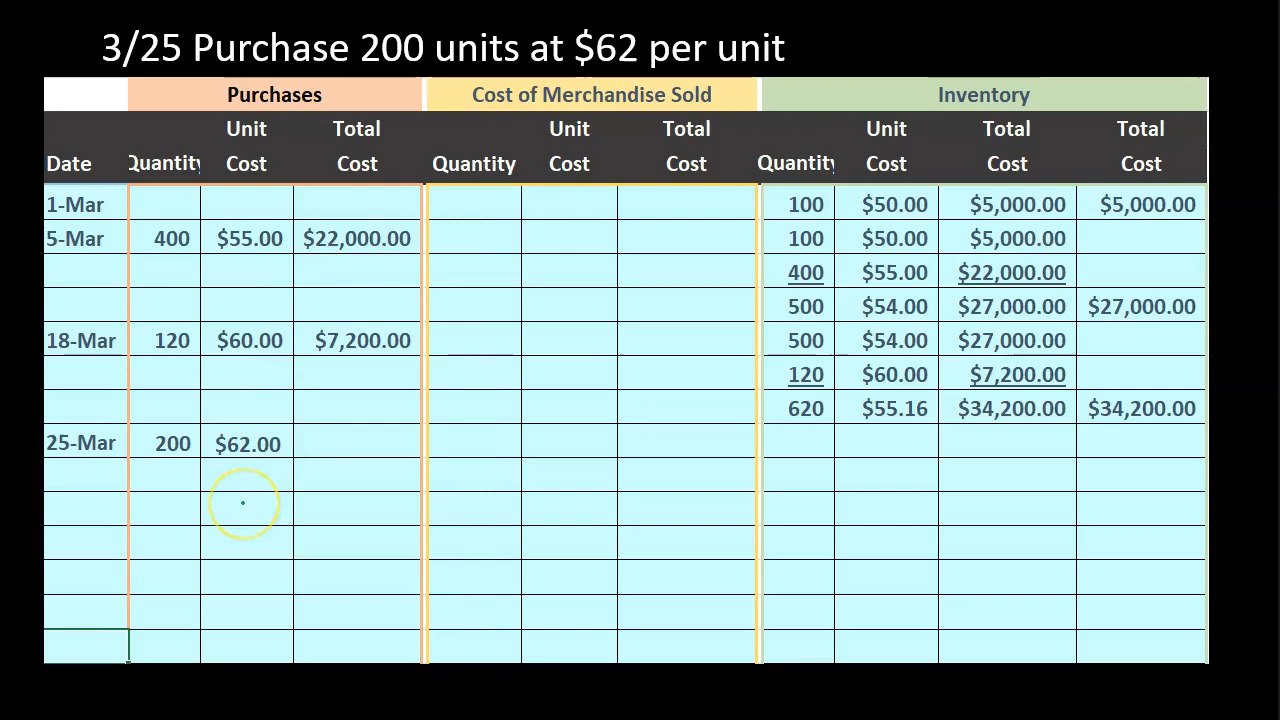 3/25 Purchase 200 units at $62 per unit
Purchases Cost of Merchandise Sold Inventory
Unit Total Unit Total Unit Total Total
Date Quantity Cost Cost Quantity Cost Cost Quantity Cost Cost Cost
1-Mar 100 $50.00 $5,000.00 $5,000.00
5-Mar 400 $55.00 $22,000.00 100 $50.00 $5,000.00
400 $55.00 $22,000.00
500 $54.00 $27,000.00 $27,000.00
18-Mar 120 $60.00 $7,200.00 500 $54.00 $27,000.00
120 $60.00 $7,200.00
620 $55.16 $34,200.00 $34,200.00
25-Mar 200 $62.00